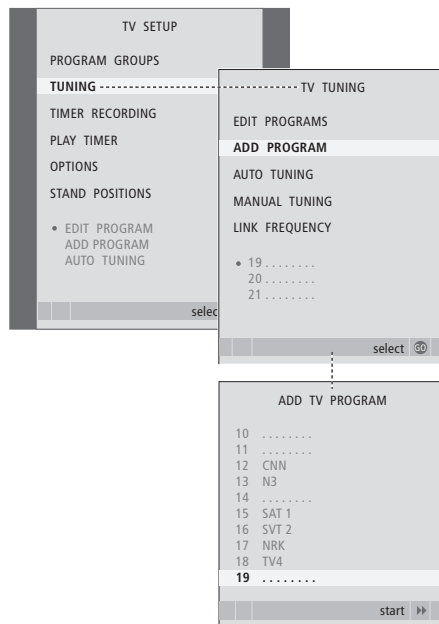 TV SETUP
PROGRAM GROUPS
TUNING
TIMER RECORDING
PLAY TIMER
OPTIONS
STAND POSITIONS
• EDIT PROGRAM
ADD PROGRAM
AUTO TUNING
selec
TV TUNING
EDIT PROGRAMS
ADD PROGRAM
AUTO TUNING
MANUAL TUNING
LINK FREQUENCY
• 19 . . . . . . . .
20 . . . . . . . .
21 . . . . . . . .
select GO
ADD TV PROGRAM
10 . . . . . . . .
11 . . . . . . . .
12 CNN
13 N3
14 . . . . . . . .
15 SAT 1
16 SVT 2
17 NRK
18 TV4
19 . . . . . . . .
start